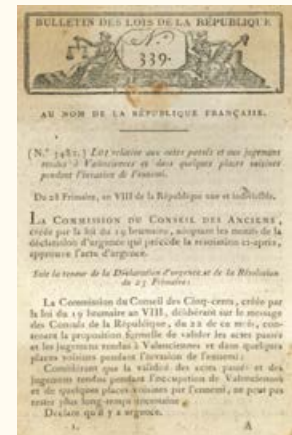 BULLETIN DES LOIS DE LA RÉPUBLIQUE
N.º
339.
AU NOM DE LA RÉPUBLIQUE FRANÇAISE.
(N.º 3482.) LOI relative aux actes passés et aux jugemens
rendus à Valenciennes et dans quelques places voisines
pendant l'invasion de l'ennemi.
Du 28 Frimaire, an VIII de la République une et indivisible.
LA COMMISSION DU CONSEIL DES ANCIENS,
créée par la loi du 19 brumaire, adoptant les motifs de la
déclaration d'urgence qui précède la résolution ci-après,
approuve l'acte d'urgence.
Suit la teneur de la Déclaration d'urgence et de la Résolution
du 25 Frimaire:
La Commission du Conseil des Cinq-cents, créée par
la loi du 19 brumaire an VIII, délibérant sur le message
des Consuls de la République, du 22 de ce mois, contenant
la proposition formelle de valider les actes passés
et les jugemens rendus à Valenciennes et dans quelques
places voisines pendant l'invasion de l'ennemi;
Considérant que la validité des actes passés et des
jugemens rendus pendant l'occupation de Valenciennes
et de quelques places voisines par l'ennemi, ne peut pas
rester plus long-temps incertaine,
Déclare qu'il y a urgence.
1. A